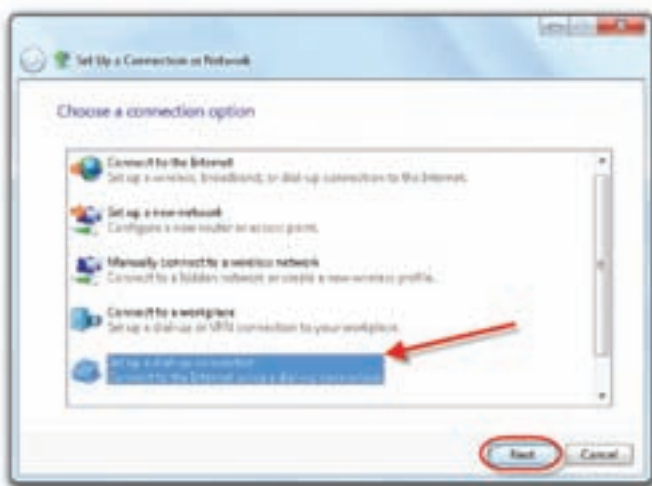 Set Up a Connection or Network
Choose a connection option
Connect to the Internet
Set up a wireless, broadband, or dial-up connection to the Internet.
Set up a new network
Configure a new router or access point.
Manually connect to a wireless network
Connect to a hidden network or create a new wireless profile.
Connect to a workplace
Set up a dial-up or VPN connection to your workplace.
Set up a dial-up connection
Connect to the Internet using a dial-up connection.
Next
Cancel